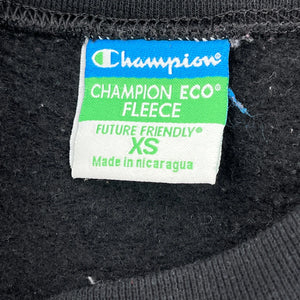 Champion®
CHAMPION ECO®
FLEECE
FUTURE FRIENDLY®
XS
Made in nicaragua